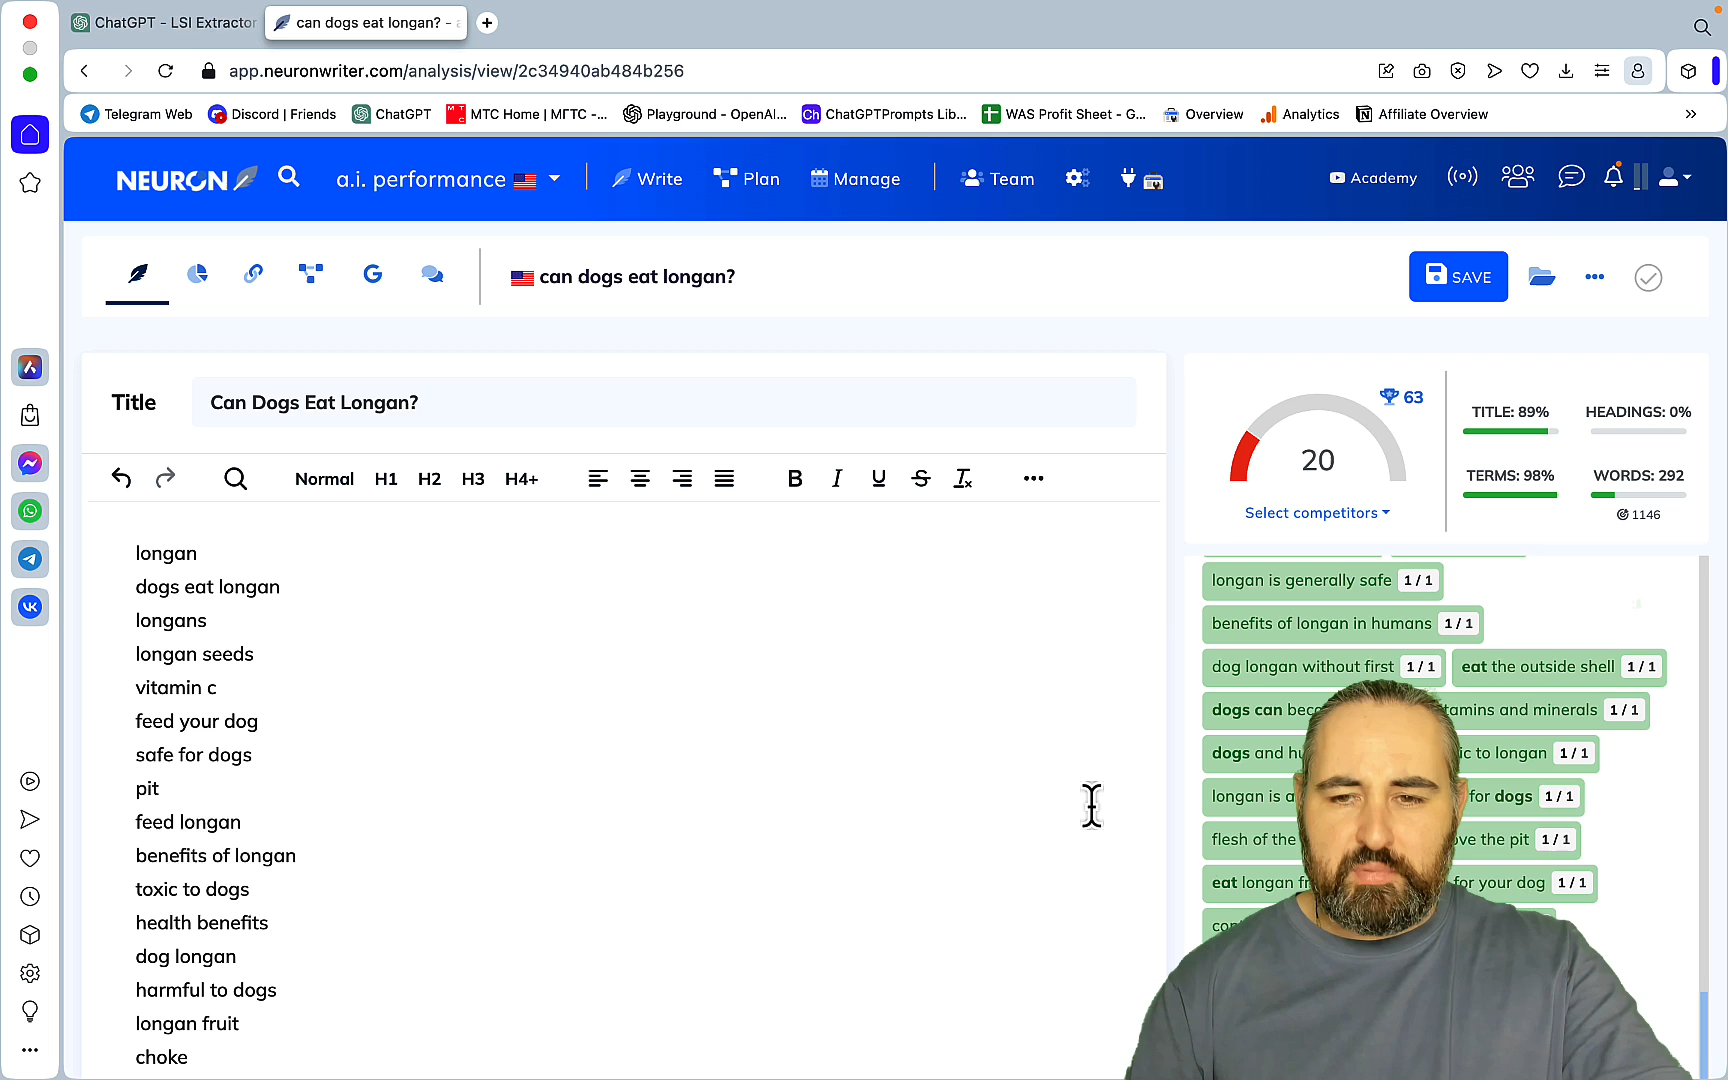 ChatGPT - LSI Extractor
can dogs eat longan? -
app.neuronwriter.com/analysis/view/2c34940ab484b256
Telegram Web
Discord | Friends
ChatGPT
МТС Home | МГТС -...
Playground - OpenAI...
Ch
ChatGPTPrompts Lib...
WAS Profit Sheet - G...
Overview
Analytics
Affiliate Overview
NEURON
a.i. performance
Write
Plan
Manage
Team
Academy
can dogs eat longan?
SAVE
Title
Can Dogs Eat Longan?
63
20
Select competitors
TITLE: 89%
HEADINGS: 0%
TERMS: 98%
WORDS: 292
1146
Normal H1 H2 H3 H4+
B I U S Tx
longan
dogs eat longan
longans
longan seeds
vitamin c
feed your dog
safe for dogs
pit
feed longan
benefits of longan
toxic to dogs
health benefits
dog longan
harmful to dogs
longan fruit
choke
longan is generally safe 1 / 1
benefits of longan in humans 1 / 1
dog longan without first 1 / 1
eat the outside shell 1 / 1
dogs can vitamins and minerals 1 / 1
dogs and to longan 1 / 1
longan is for dogs 1 / 1
flesh of the the pit 1 / 1
eat longan for your dog 1 / 1